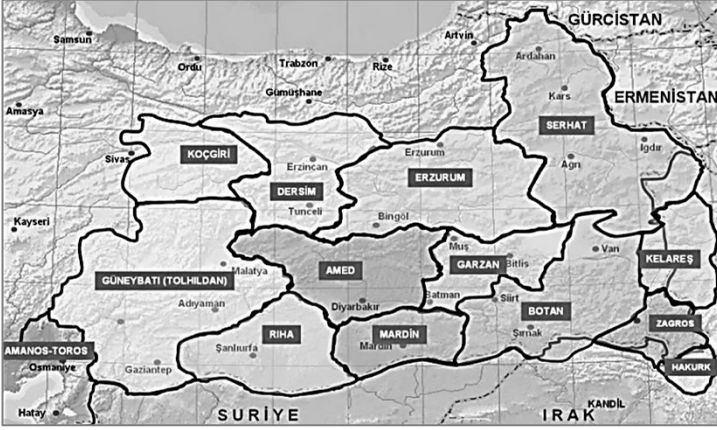 GÜRCİSTAN
Artvin
Samsun
Ardahan
Ordu
Trabzon
Rize
Gümüşhane
Kars
ERMENİSTAN
Amasya
SERHAT
Sivas
KOÇGİRİ
Erzurum
Igdır
Erzincan
Ağrı
DERSİM
ERZURUM
Tunceli
Bingöl
Kayseri
Muş
Van
KELAREŞ
Malatya
AMED
GARZAN
Bitlis
GÜNEYBATI (TOLHILDAN)
Batman
Siirt
Adıyaman
Diyarbakır
BOTAN
ZAGROS
RIHA
MARDİN
Şırnak
AMANOS-TOROS
Şanlıurfa
Mardin
Osmaniye
Gaziantep
HAKURK
KANDİL
Hatay
SURİYE
IRAK